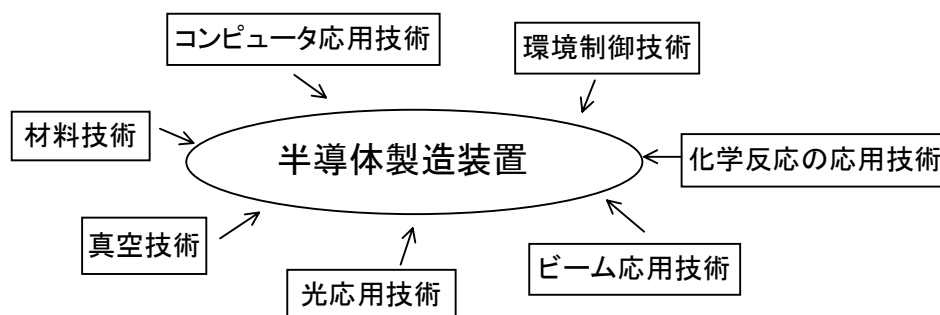 コンピュータ応用技術
環境制御技術
材料技術
半導体製造装置
化学反応の応用技術
真空技術
ビーム応用技術
光応用技術